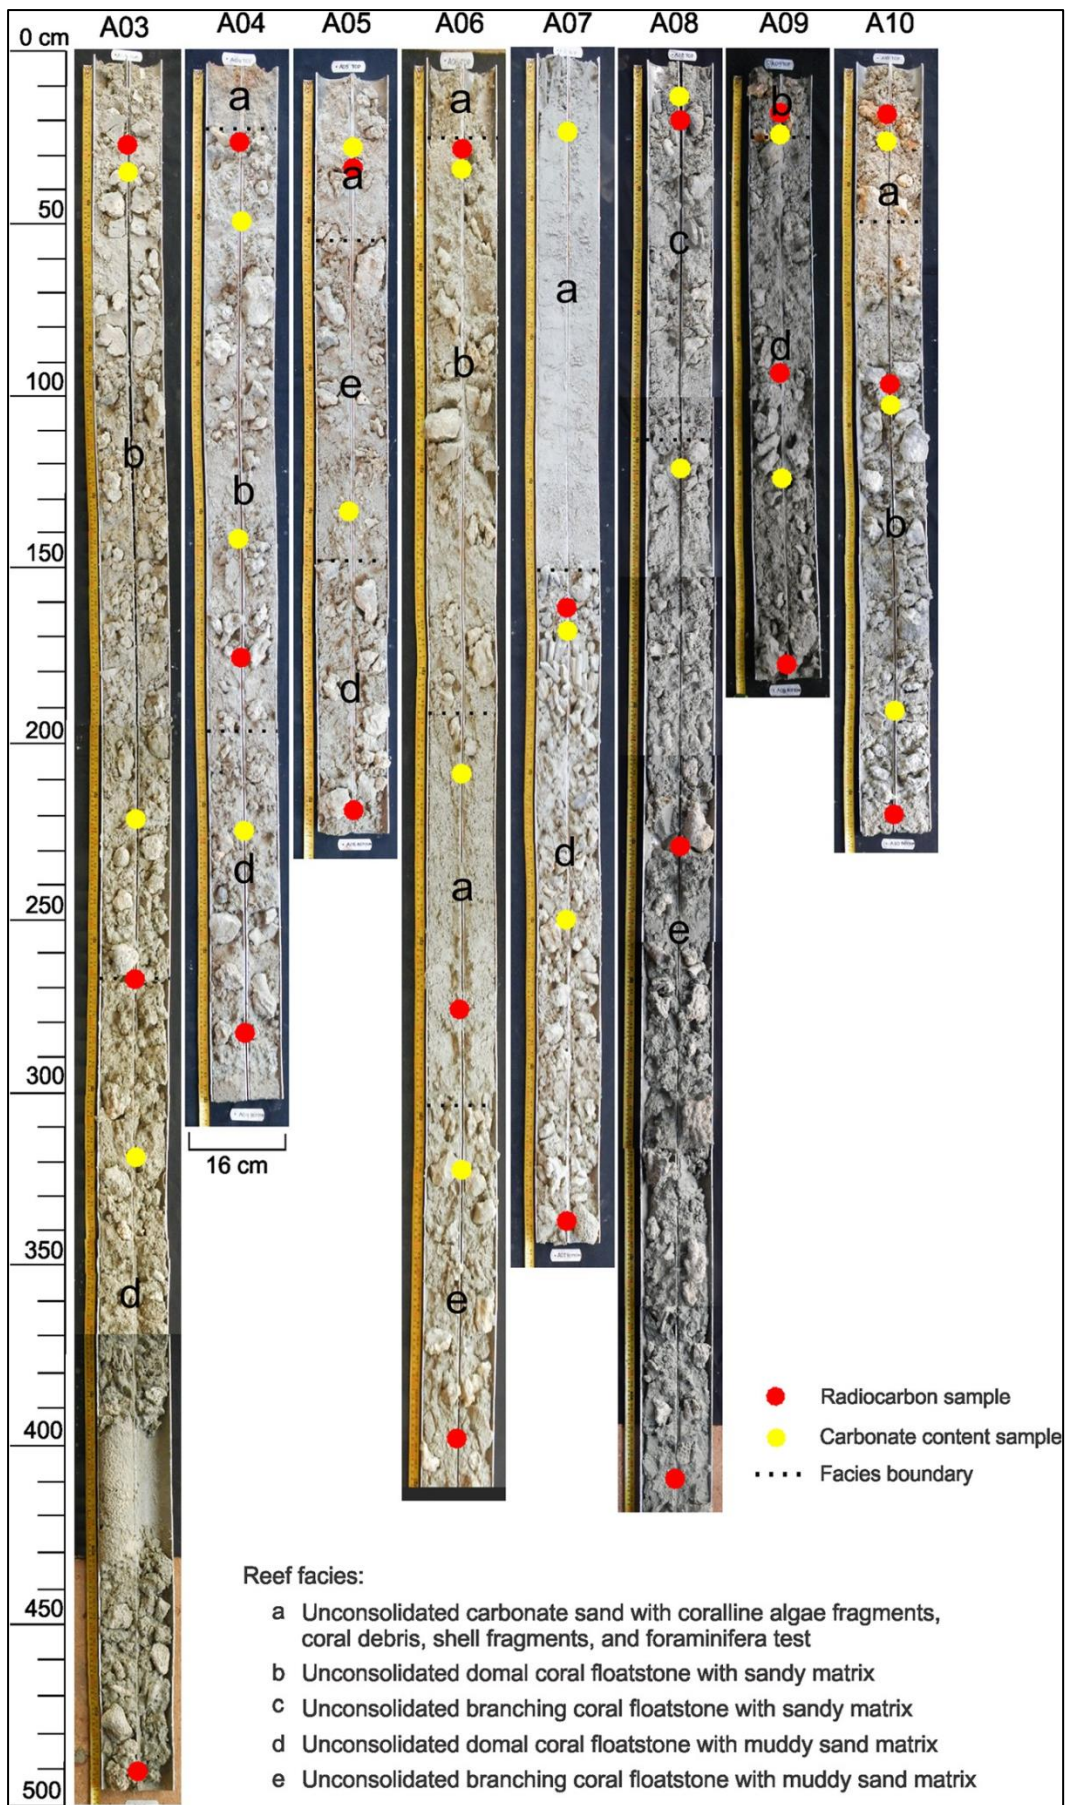 A03 A04 A05 A06 A07 A08 A09 A10
0 cm
a
a
b
a
a
50
c
a
d
100
b
e
b
b
b
150
d
200
d
d
a
250
e
300
16 cm
350
d
e
400
450
500
Radiocarbon sample
Carbonate content sample
Facies boundary
Reef facies:
a Unconsolidated carbonate sand with coralline algae fragments,
coral debris, shell fragments, and foraminifera test
b Unconsolidated domal coral floatstone with sandy matrix
c Unconsolidated branching coral floatstone with sandy matrix
d Unconsolidated domal coral floatstone with muddy sand matrix
e Unconsolidated branching coral floatstone with muddy sand matrix